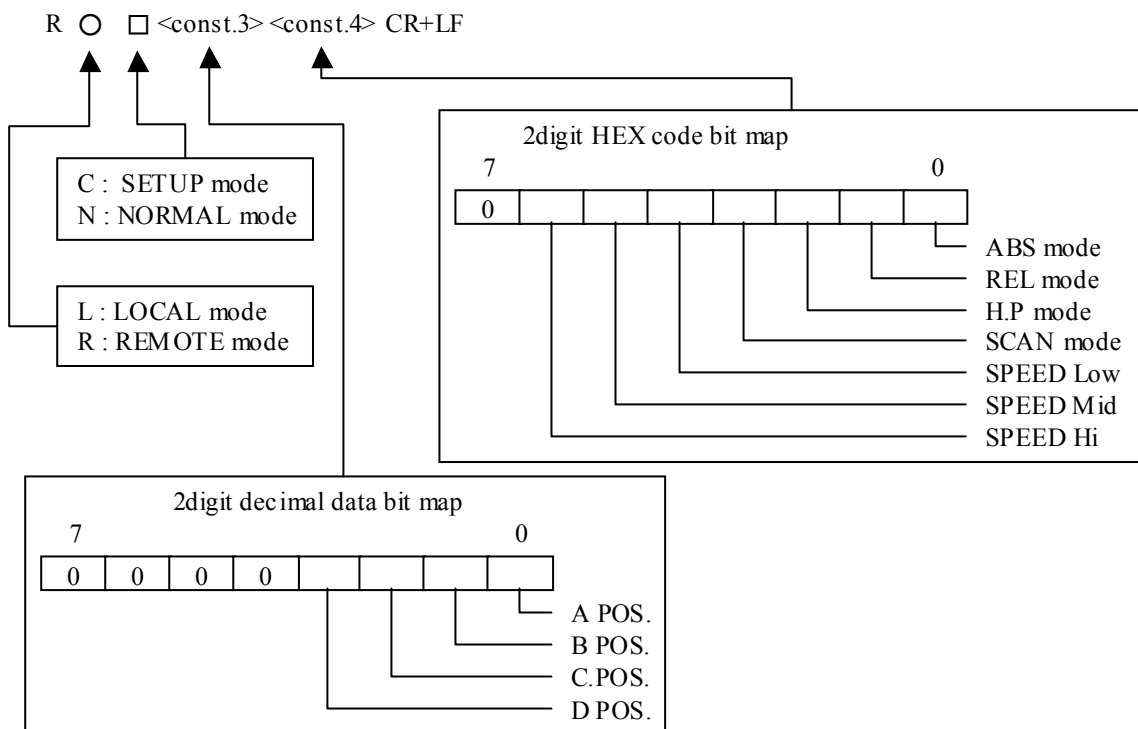 R ○ □ <const.3> <const.4> CR+LF
C : SETUP mode
N : NORMAL mode
L : LOCAL mode
R : REMOTE mode
2digit HEX code bit map
7 0
0
ABS mode
REL mode
H.P mode
SCAN mode
SPEED Low
SPEED Mid
SPEED Hi
2digit decimal data bit map
7 0
0 0 0 0
A POS.
B POS.
C.POS.
D POS.